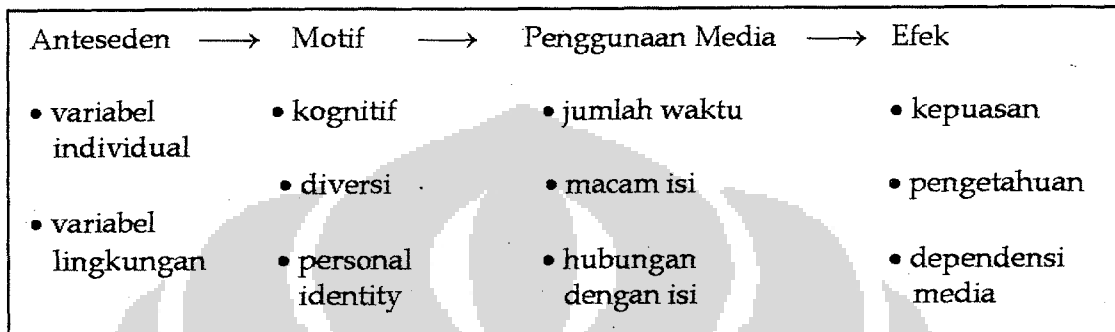 Anteseden → Motif → Penggunaan Media → Efek
• variabel
individual
• variabel
lingkungan
• kognitif
• diversi
• personal
identity
• jumlah waktu
• macam isi
• hubungan
dengan isi
• kepuasan
• pengetahuan
• dependensi
media